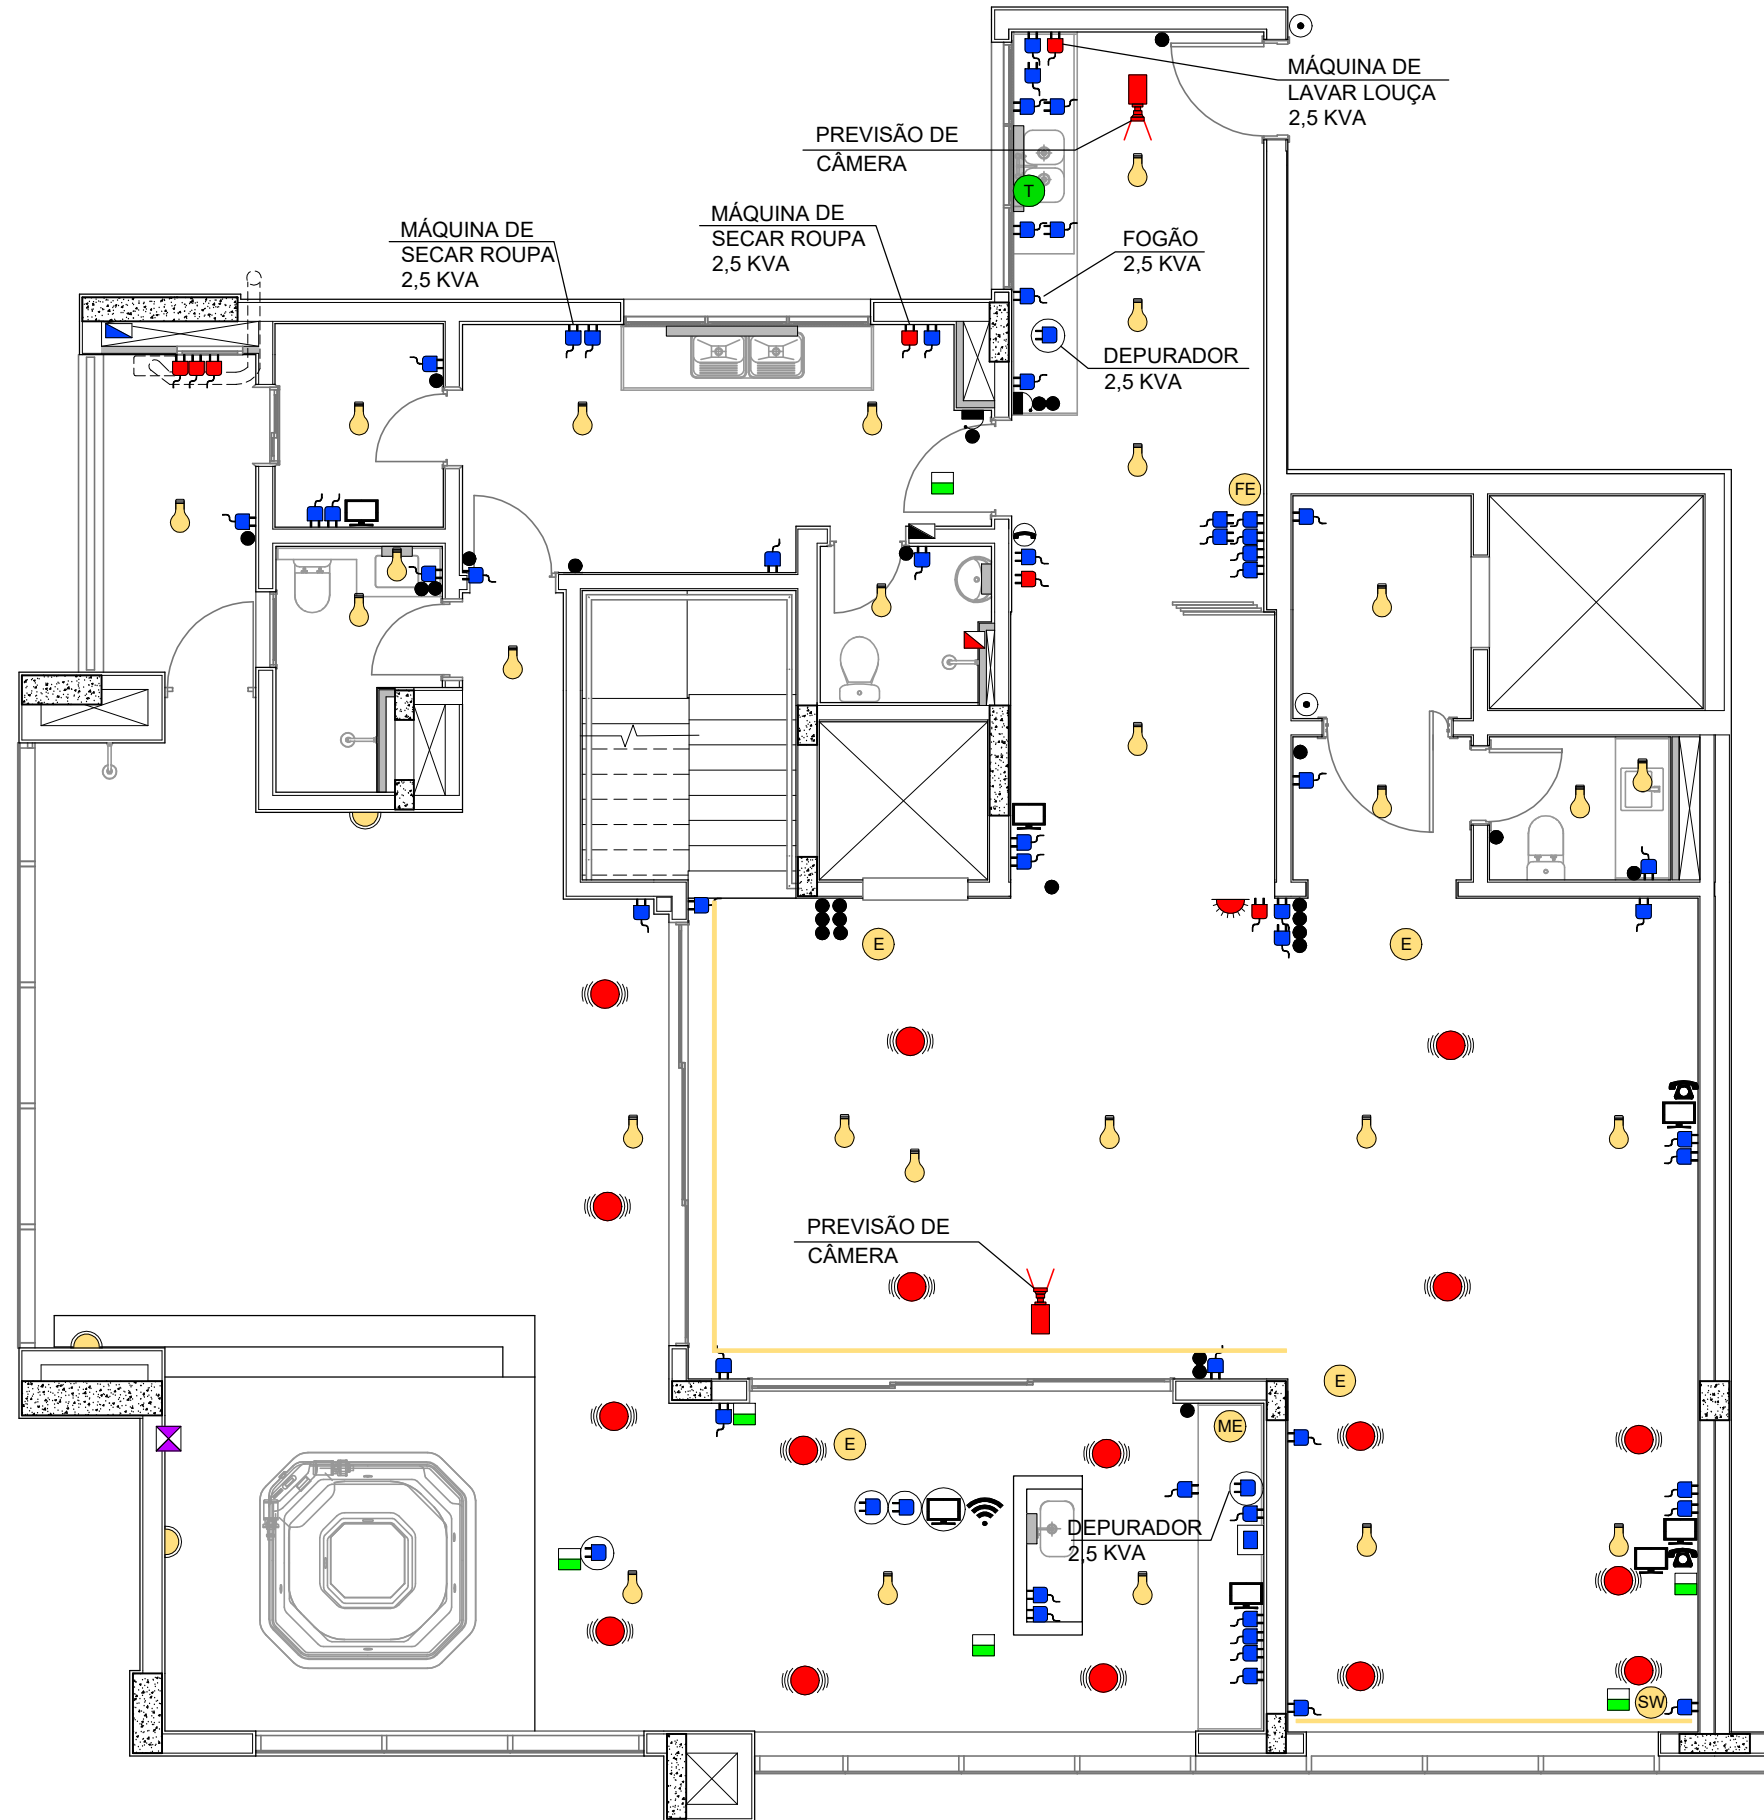 MÁQUINA DE
LAVAR LOUÇA
2,5 KVA
PREVISÃO DE
CÂMERA
T
MÁQUINA DE
SECAR ROUPA
2,5 KVA
MÁQUINA DE
SECAR ROUPA
2,5 KVA
FOGÃO
2,5 KVA
DEPURADOR
2,5 KVA
FE
E
E
PREVISÃO DE
CÂMERA
E
ME
E
DEPURADOR
2,5 KVA
SW